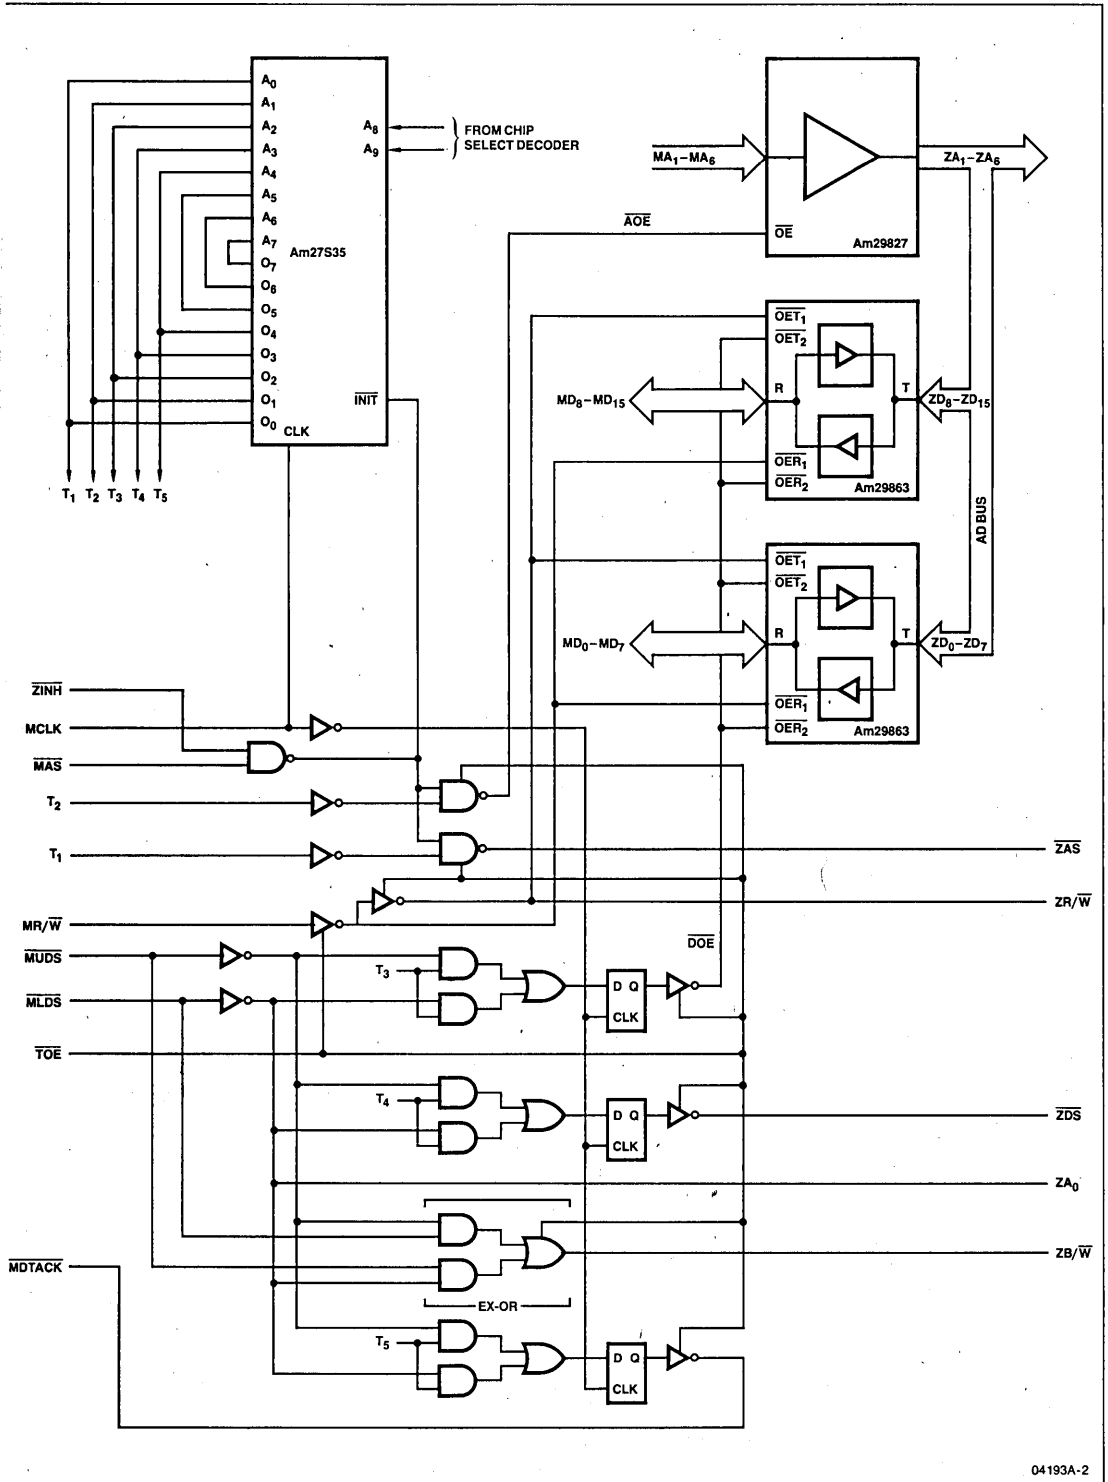 A0
A1
A2
A3
A4
A5
A6
A7
O7
O6
O5
O4
O3
O2
O1
O0
CLK
Am27S35
A8
A9
INIT
FROM CHIP
SELECT DECODER
T1 T2 T3 T4 T5
MA1–MA6
ZA1–ZA6
AOE
OE
Am29827
OET1
OET2
MD8–MD15
R
T
ZD8–ZD15
OER1
OER2
Am29863
AD BUS
OET1
OET2
MD0–MD7
R
T
ZD0–ZD7
OER1
OER2
Am29863
ZINH
MCLK
MAS
T2
T1
ZAS
MR/W
ZR/W
MUDS
DOE
T3
MLDS
D Q
CLK
TOE
T4
D Q
CLK
ZDS
ZA0
ZB/W
MDTACK
EX-OR
T5
D Q
CLK
04193A-2